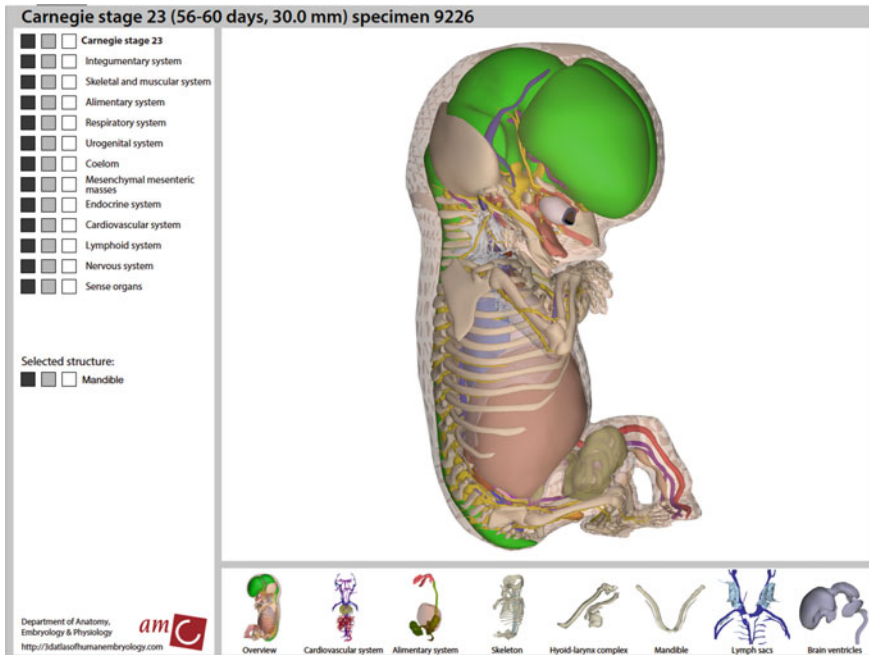 Carnegie stage 23 (56-60 days, 30.0 mm) specimen 9226
Carnegie stage 23
Integumentary system
Skeletal and muscular system
Alimentary system
Respiratory system
Urogenital system
Coelom
Mesenchymal mesenteric
masses
Endocrine system
Cardiovascular system
Lymphoid system
Nervous system
Sense organs
Selected structure:
Mandible
Department of Anatomy,
Embryology & Physiology
http://3datlasofhumanembryology.com
am
Overview
Cardiovascular system
Alimentary system
Skeleton
Hyoid-larynx complex
Mandible
Lymph sacs
Brain ventricles